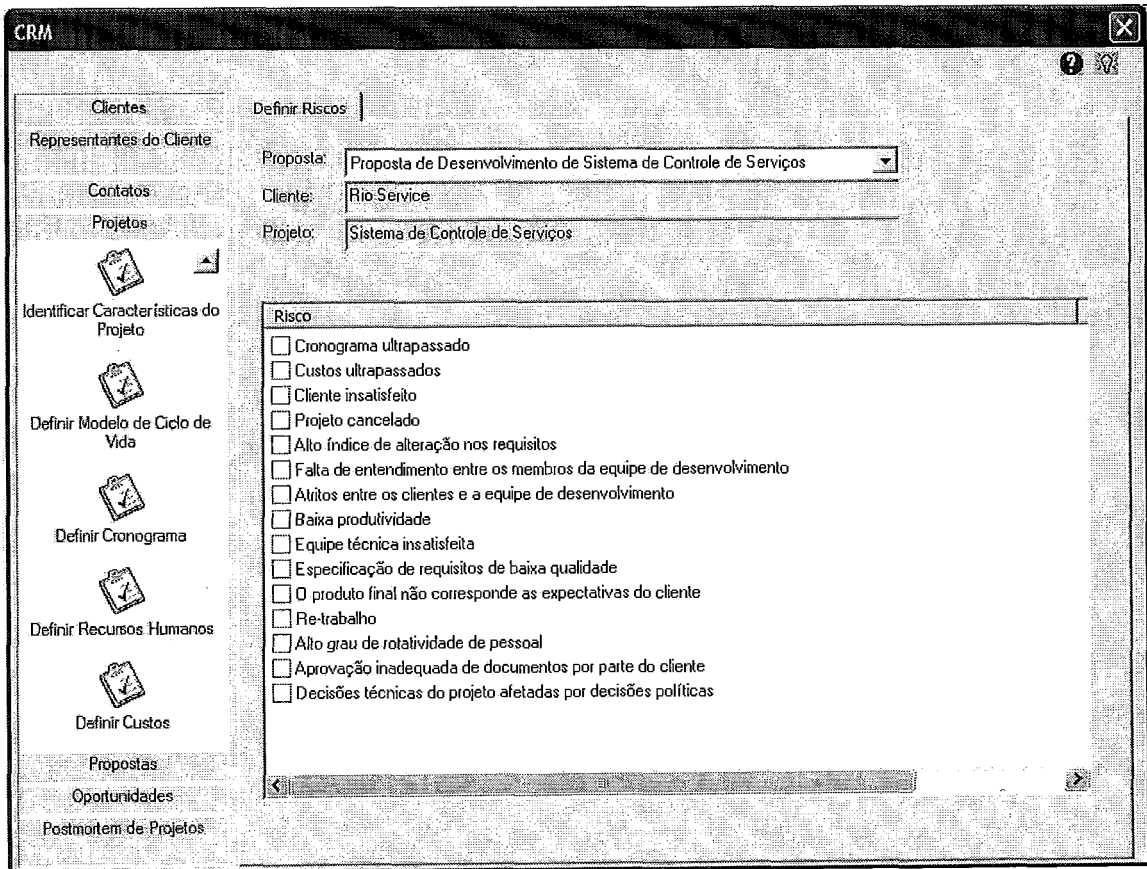 CRM
Clientes
Representantes do Cliente
Contatos
Projetos
Identificar Características do
Projeto
Definir Modelo de Ciclo de
Vida
Definir Cronograma
Definir Recursos Humanos
Definir Custos
Propostas
Oportunidades
Postmortem de Projetos
Definir Riscos
Proposta: Proposta de Desenvolvimento de Sistema de Controle de Serviços
Cliente: Rio Service
Projeto: Sistema de Controle de Serviços
Risco
Cronograma ultrapassado
Custos ultrapassados
Cliente insatisfeito
Projeto cancelado
Alto índice de alteração nos requisitos
Falta de entendimento entre os membros da equipe de desenvolvimento
Atritos entre os clientes e a equipe de desenvolvimento
Baixa produtividade
Equipe técnica insatisfeita
Especificação de requisitos de baixa qualidade
O produto final não corresponde as expectativas do cliente
Re-trabalho
Alto grau de rotatividade de pessoal
Aprovação inadequada de documentos por parte do cliente
Decisões técnicas do projeto afetadas por decisões políticas